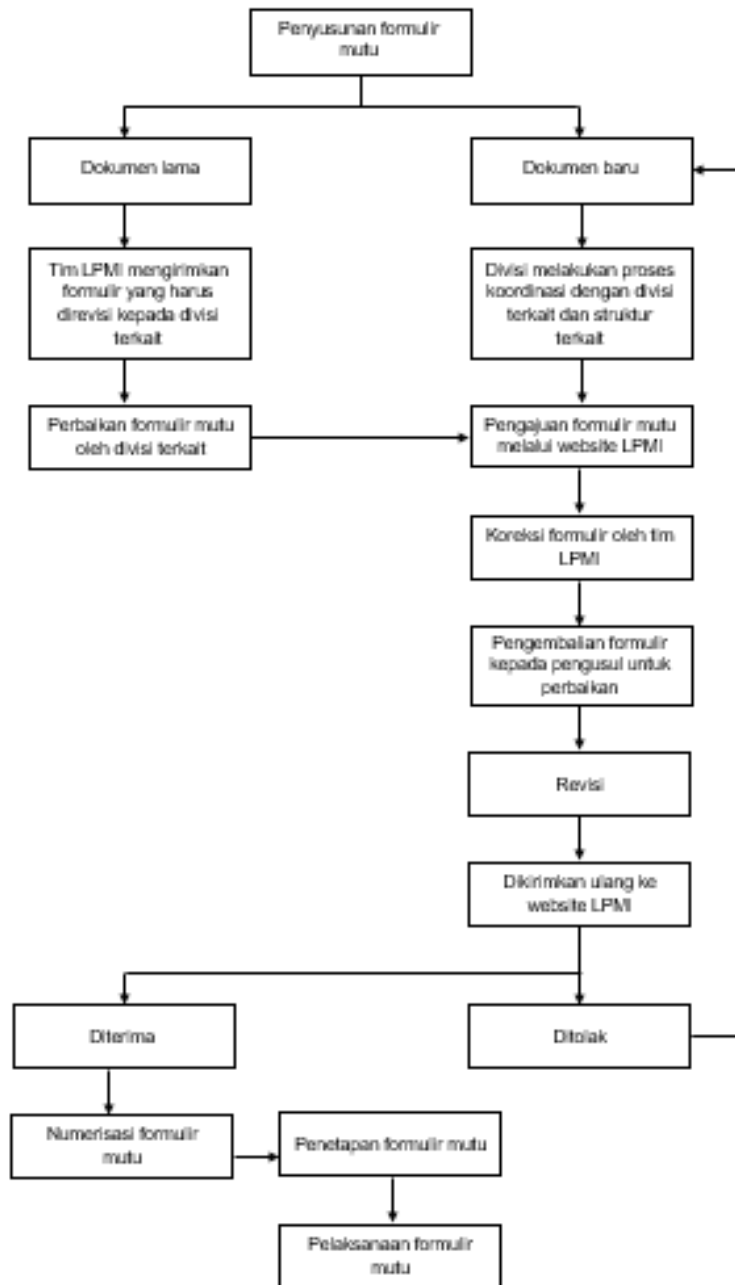 Penyusunan formulir
mutu
Dokumen lama
Dokumen baru
Tim LPMI mengirimkan
formulir yang harus
direvisi kepada divisi
terkait
Divisi melakukan proses
koordinasi dengan divisi
terkait dan struktur
terkait
Perbaikan formulir mutu
oleh divisi terkait
Pengajuan formulir mutu
melalui website LPMI
Koreksi formulir oleh tim
LPMI
Pengembalian formulir
kepada pengusul untuk
perbaikan
Revisi
Dikirimkan ulang ke
website LPMI
Diterima
Ditolak
Numerisasi formulir
mutu
Penetapan formulir mutu
Pelaksanaan formulir
mutu